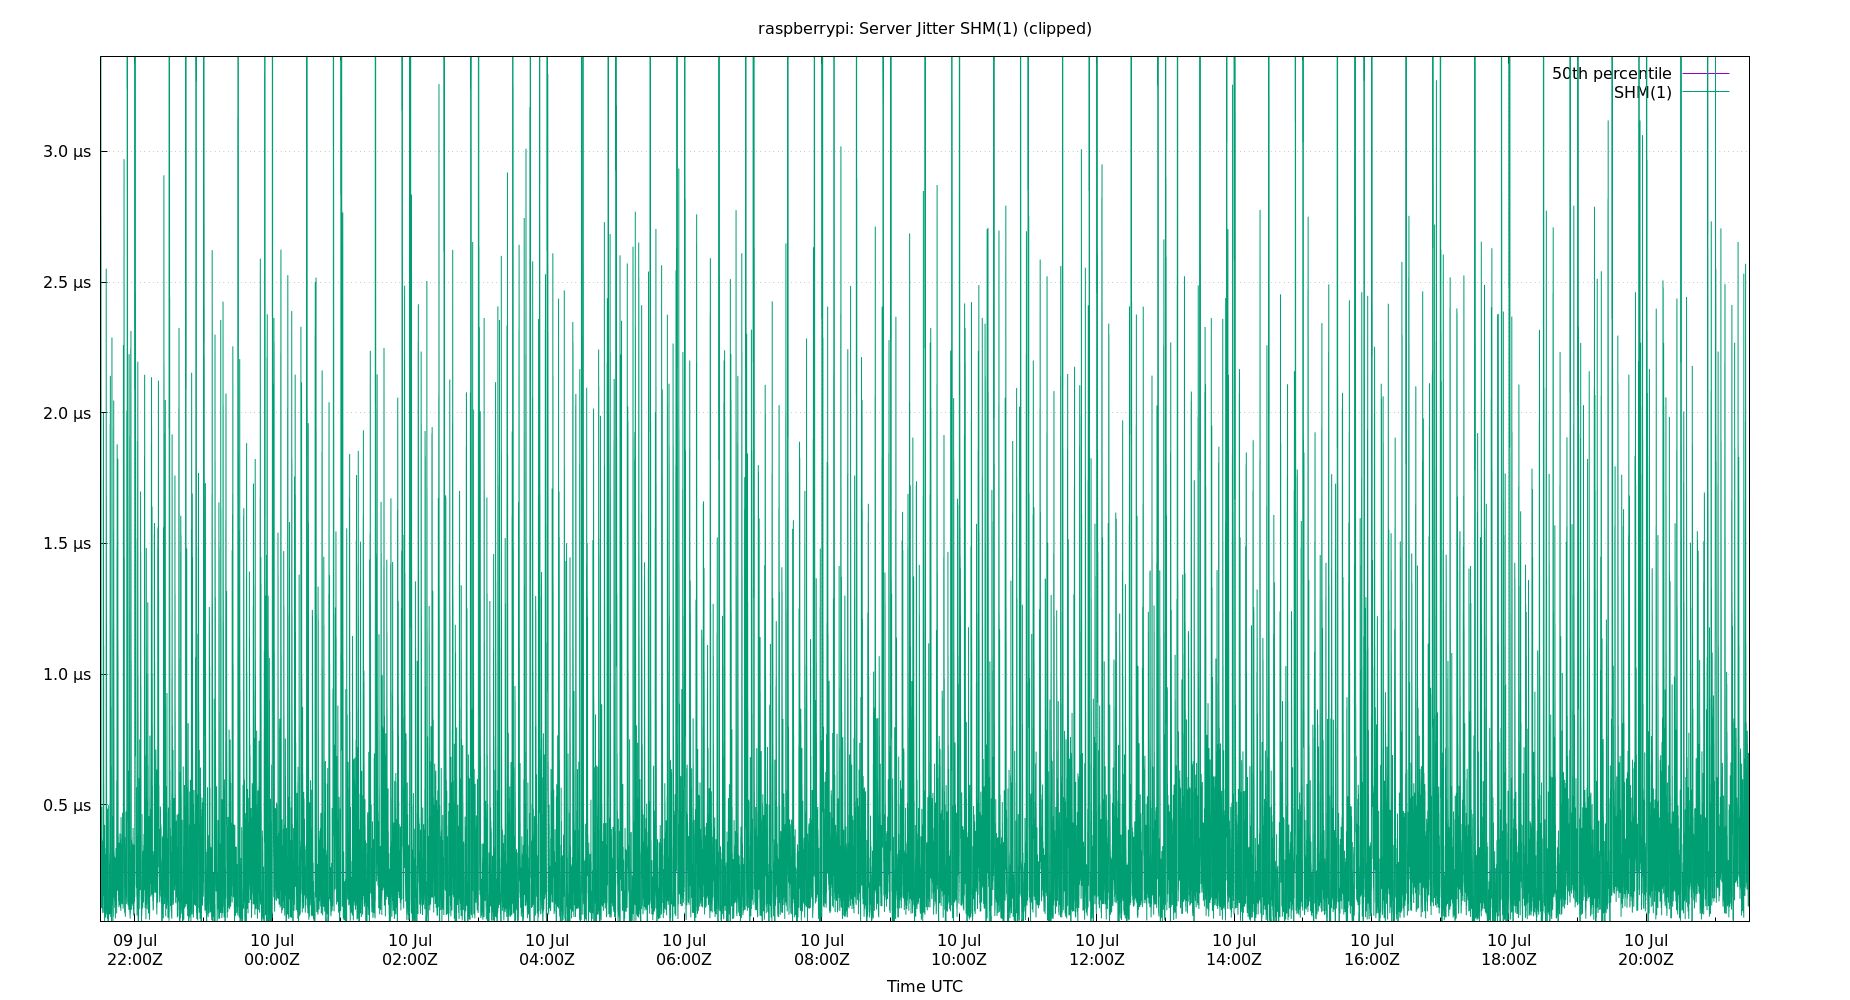 raspberrypi: Server Jitter SHM(1) (clipped)
50th percentile
SHM(1)
3.0 µs
2.5 µs
2.0 µs
1.5 µs
1.0 µs
0.5 µs
09 Jul 10 Jul 10 Jul 10 Jul 10 Jul 10 Jul 10 Jul 10 Jul 10 Jul 10 Jul 10 Jul 10 Jul
22:00Z 00:00Z 02:00Z 04:00Z 06:00Z 08:00Z 10:00Z 12:00Z 14:00Z 16:00Z 18:00Z 20:00Z
Time UTC